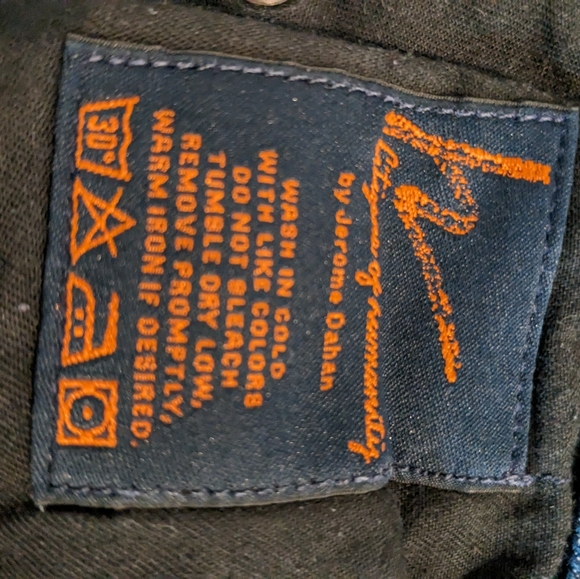 h
Citizens of Humanity
by Jerome Dahan
WASH IN COLD
WITH LIKE COLORS
DO NOT BLEACH
TUMBLE DRY LOW,
REMOVE PROMPTLY,
WARM IRON IF DESIRED.
30°